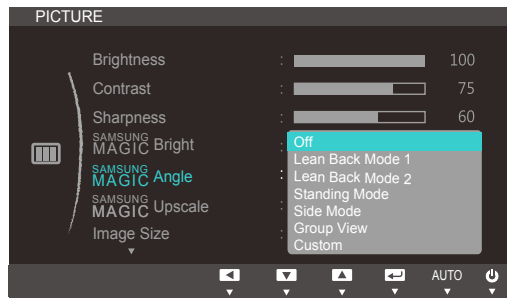 PICTURE
Brightness : 100
Contrast : 75
Sharpness : 60
SAMSUNG MAGIC Bright :
SAMSUNG MAGIC Angle :
SAMSUNG MAGIC Upscale :
Image Size :
Off
Lean Back Mode 1
Lean Back Mode 2
Standing Mode
Side Mode
Group View
Custom
AUTO